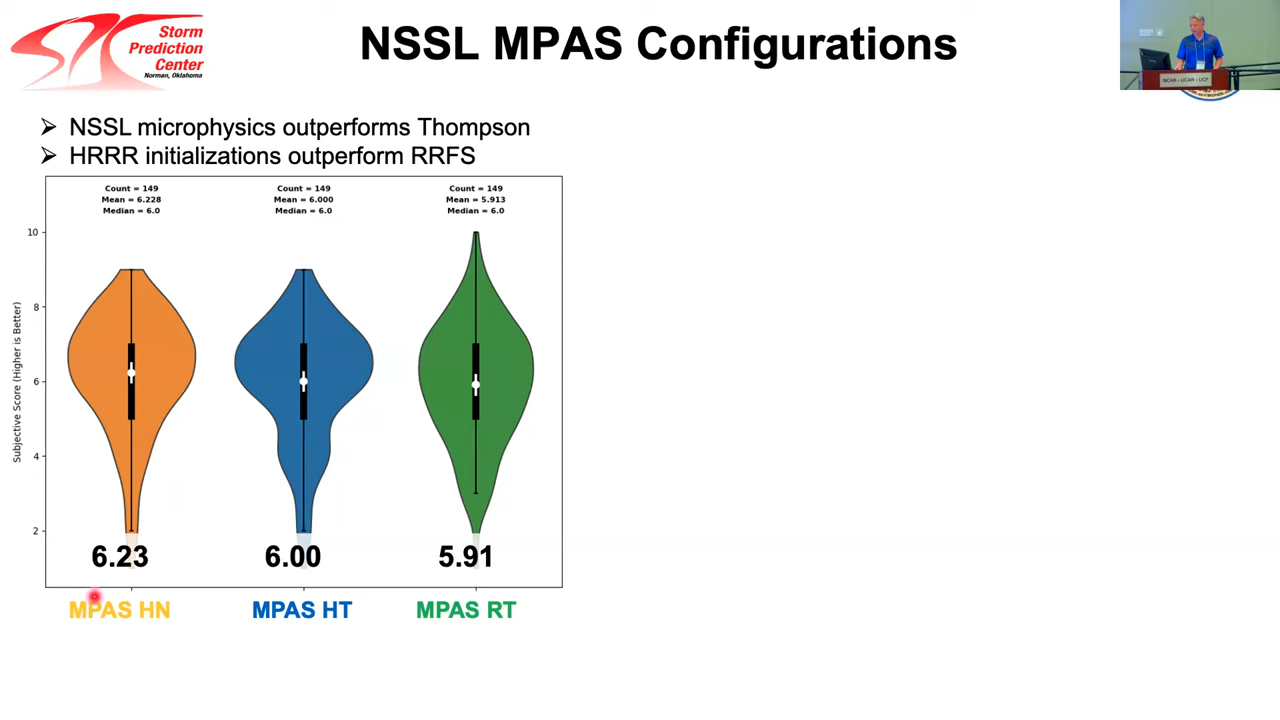 Storm
Prediction
Center
Norman, Oklahoma
NSSL MPAS Configurations
NCAR • UCAR • UCP
➢ NSSL microphysics outperforms Thompson
➢ HRRR initializations outperform RRFS
Count = 149
Mean = 6.228
Median = 6.0
Count = 149
Mean = 6.000
Median = 6.0
Count = 149
Mean = 5.913
Median = 6.0
Subjective Score (Higher is Better)
10
8
6
4
2
6.23
6.00
5.91
MPAS HN
MPAS HT
MPAS RT